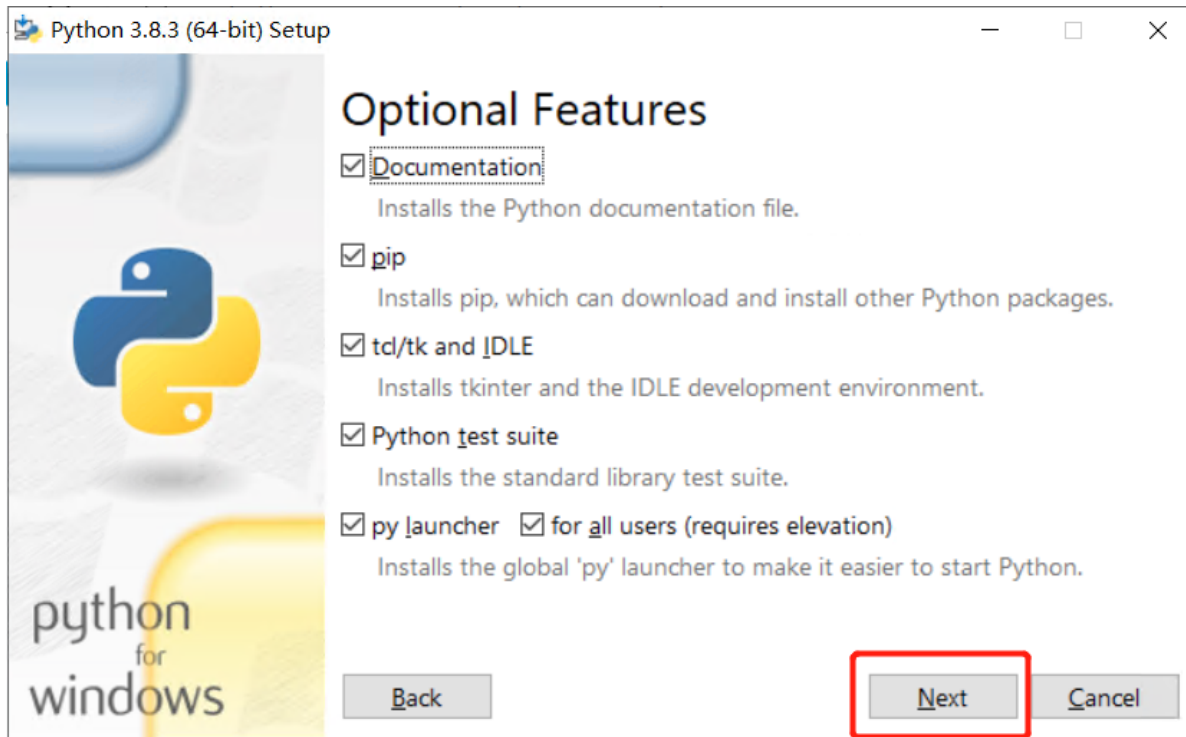 Python 3.8.3 (64-bit) Setup
Optional Features
Documentation
Installs the Python documentation file.
pip
Installs pip, which can download and install other Python packages.
tcl/tk and IDLE
Installs tkinter and the IDLE development environment.
Python test suite
Installs the standard library test suite.
py launcher for all users (requires elevation)
Installs the global 'py' launcher to make it easier to start Python.
python
for
windows
Back Next Cancel